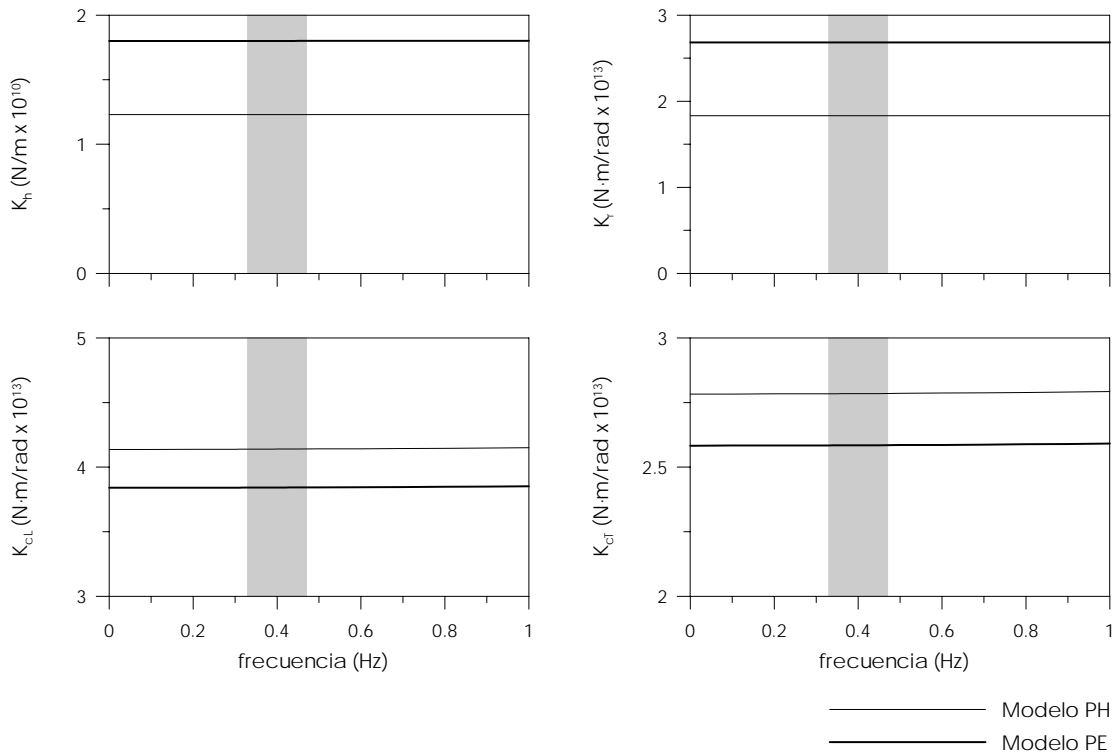 2
1
0
K_h (N/m x 10^10)
3
2
1
0
K_r (N·m/rad x 10^13)
5
4
3
K_cL (N·m/rad x 10^13)
0 0.2 0.4 0.6 0.8 1
frecuencia (Hz)
3
2.5
2
K_cT (N·m/rad x 10^13)
0 0.2 0.4 0.6 0.8 1
frecuencia (Hz)
Modelo PH
Modelo PE